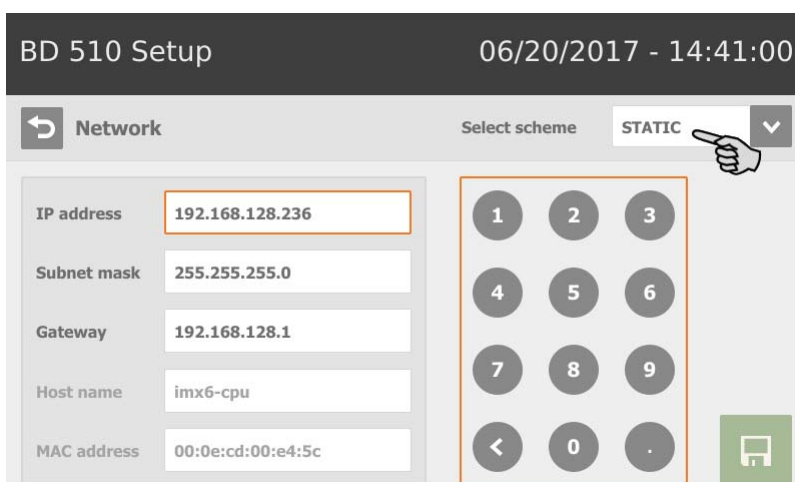 BD 510 Setup 06/20/2017 - 14:41:00
Network Select scheme STATIC
IP address 192.168.128.236
Subnet mask 255.255.255.0
Gateway 192.168.128.1
Host name imx6-cpu
MAC address 00:0e:cd:00:e4:5c
1 2 3
4 5 6
7 8 9
< 0 .